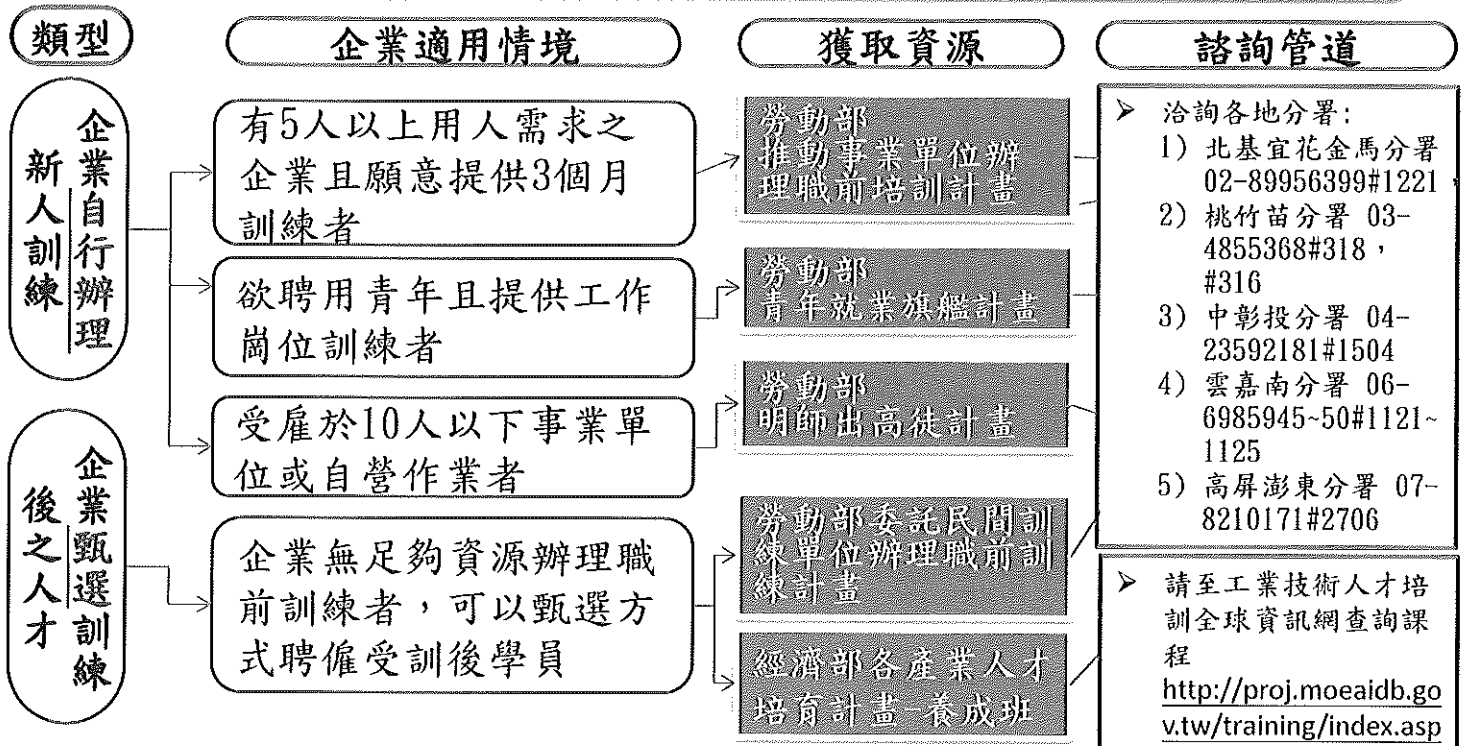 類型
企業適用情境
獲取資源
諮詢管道
企業自行辦理
新人訓練
有5人以上用人需求之
企業且願意提供3個月
訓練者
欲聘用青年且提供工作
崗位訓練者
受雇於10人以下事業單
位或自營作業者
企業甄選訓練
後之人才
企業無足夠資源辦理職
前訓練者，可以甄選方
式聘僱受訓後學員
勞動部
推動事業單位辦
理職前培訓計畫
勞動部
青年就業旗艦計畫
勞動部
明師出高徒計畫
勞動部委託民間訓
練單位辦理職前訓
練計畫
經濟部各產業人才
培育計畫-養成班
➢ 洽詢各地分署:
1) 北基宜花金馬分署
02-89956399#1221
2) 桃竹苗分署 03-
4855368#318，
#316
3) 中彰投分署 04-
23592181#1504
4) 雲嘉南分署 06-
6985945~50#1121~
1125
5) 高屏澎東分署 07-
8210171#2706
➢ 請至工業技術人才培
訓全球資訊網查詢課
程
http://proj.moeaidb.go
v.tw/training/index.asp